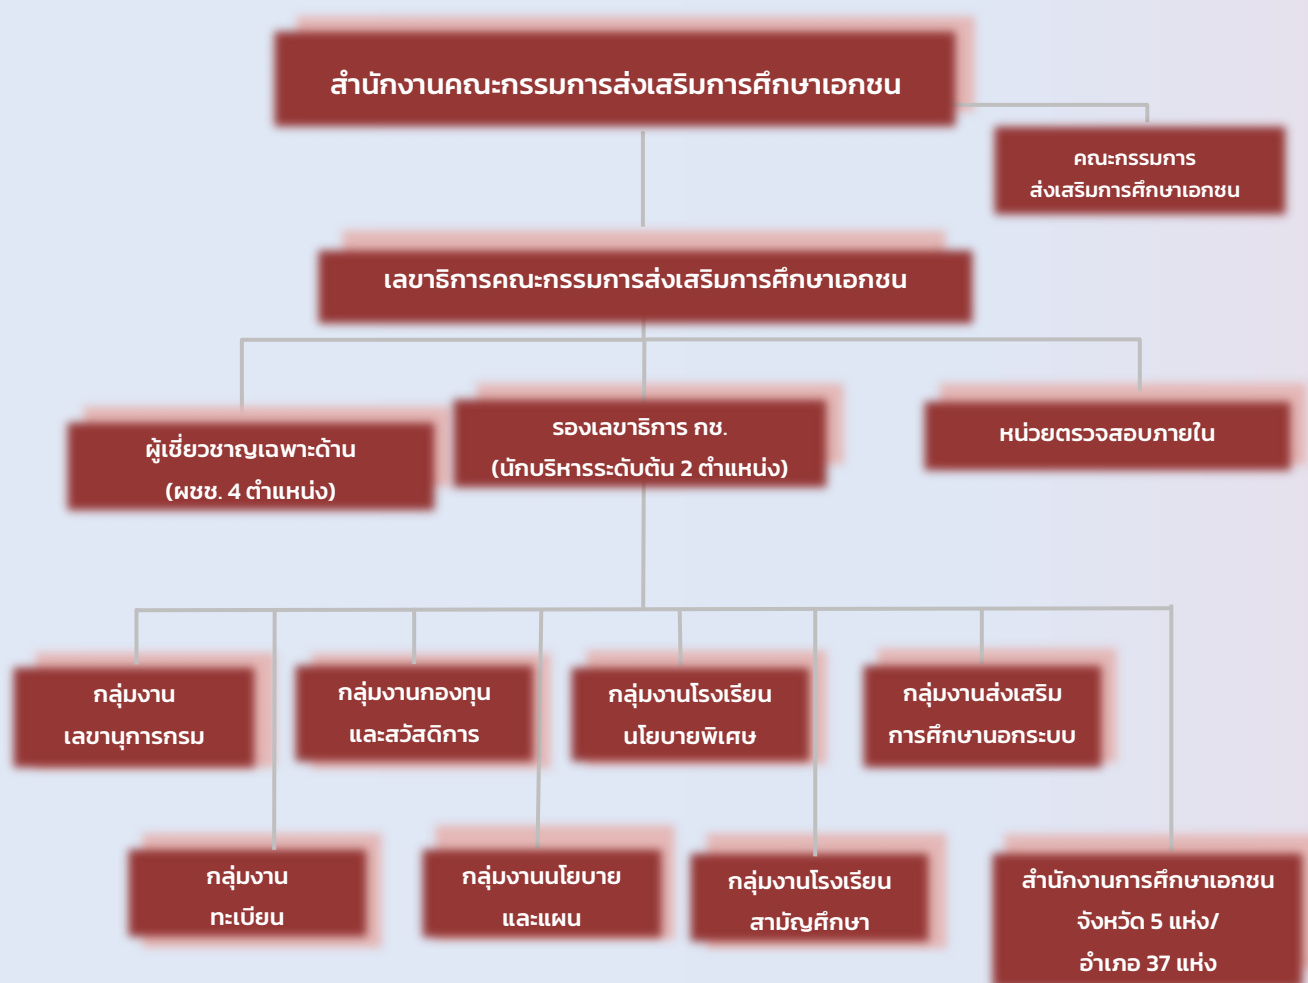 สำนักงานคณะกรรมการส่งเสริมการศึกษาเอกชน
คณะกรรมการ
ส่งเสริมการศึกษาเอกชน
เลขาธิการคณะกรรมการส่งเสริมการศึกษาเอกชน
ผู้เชี่ยวชาญเฉพาะด้าน
(ผชช. 4 ตำแหน่ง)
รองเลขาธิการ กช.
(นักบริหารระดับต้น 2 ตำแหน่ง)
หน่วยตรวจสอบภายใน
กลุ่มงาน
เลขานุการกรม
กลุ่มงานกองทุน
และสวัสดิการ
กลุ่มงานโรงเรียน
นโยบายพิเศษ
กลุ่มงานส่งเสริม
การศึกษานอกระบบ
กลุ่มงาน
ทะเบียน
กลุ่มงานนโยบาย
และแผน
กลุ่มงานโรงเรียน
สามัญศึกษา
สำนักงานการศึกษาเอกชน
จังหวัด 5 แห่ง/
อำเภอ 37 แห่ง